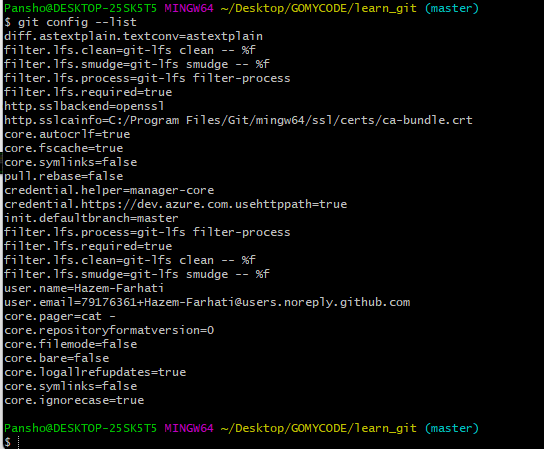 Pansho@DESKTOP-25SK5T5 MINGW64 ~/Desktop/GOMYCODE/learn_git (master)
$ git config --list
diff.astextplain.textconv=astextplain
filter.lfs.clean=git-lfs clean -- %f
filter.lfs.smudge=git-lfs smudge -- %f
filter.lfs.process=git-lfs filter-process
filter.lfs.required=true
http.sslbackend=openssl
http.sslcainfo=C:/Program Files/Git/mingw64/ssl/certs/ca-bundle.crt
core.autocrlf=true
core.fscache=true
core.symlinks=false
pull.rebase=false
credential.helper=manager-core
credential.https://dev.azure.com.usehttppath=true
init.defaultbranch=master
filter.lfs.process=git-lfs filter-process
filter.lfs.required=true
filter.lfs.clean=git-lfs clean -- %f
filter.lfs.smudge=git-lfs smudge -- %f
user.name=Hazem-Farhati
user.email=79176361+Hazem-Farhati@users.noreply.github.com
core.pager=cat -
core.repositoryformatversion=0
core.filemode=false
core.bare=false
core.logallrefupdates=true
core.symlinks=false
core.ignorecase=true
Pansho@DESKTOP-25SK5T5 MINGW64 ~/Desktop/GOMYCODE/learn_git (master)
$